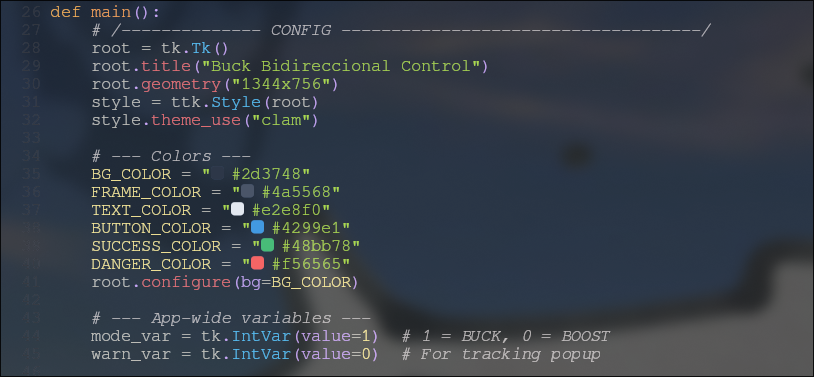 26 def main():
27     # /-------------- CONFIG ------------------------------------/
28     root = tk.Tk()
29     root.title("Buck Bidireccional Control")
30     root.geometry("1344x756")
31     style = ttk.Style(root)
32     style.theme_use("clam")
33
34     # --- Colors ---
35     BG_COLOR = "#2d3748"
36     FRAME_COLOR = "#4a5568"
37     TEXT_COLOR = "#e2e8f0"
38     BUTTON_COLOR = "#4299e1"
39     SUCCESS_COLOR = "#48bb78"
40     DANGER_COLOR = "#f56565"
41     root.configure(bg=BG_COLOR)
42
43     # --- App-wide variables ---
44     mode_var = tk.IntVar(value=1)  # 1 = BUCK, 0 = BOOST
45     warn_var = tk.IntVar(value=0)  # For tracking popup